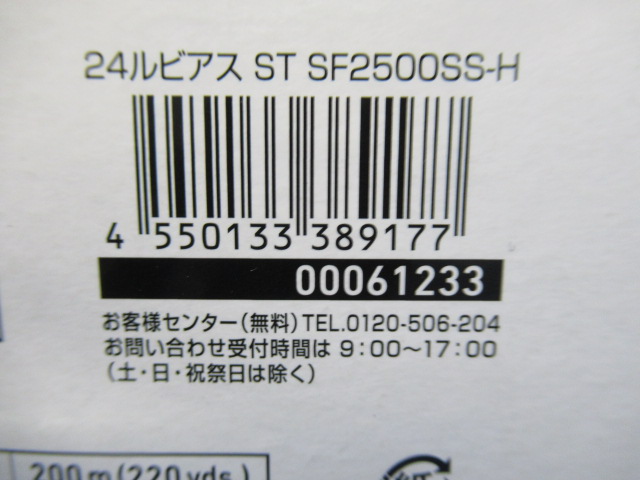 24ルビアス ST SF2500SS-H
4 550133 389177
00061233
お客様センター(無料)TEL.0120-506-204
お問い合わせ受付時間は 9:00～17:00
(土・日・祝祭日は除く)
200m(220yds.)